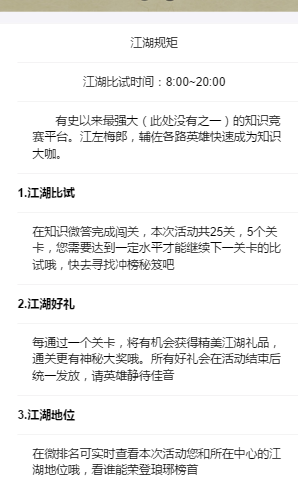 江湖规矩
江湖比试时间：8:00~20:00
有史以来最强大（此处没有之一）的知识竞
赛平台。江左梅郎，辅佐各路英雄快速成为知识
大咖。
1.江湖比试
在知识微答完成闯关，本次活动共25关，5个关
卡，您需要达到一定水平才能继续下一关卡的比
试哦，快去寻找冲榜秘笈吧
2.江湖好礼
每通过一个关卡，将有机会获得精美江湖礼品，
通关更有神秘大奖哦。所有好礼会在活动结束后
统一发放，请英雄静待佳音
3.江湖地位
在微排名可实时查看本次活动您和所在中心的江
湖地位哦，看谁能荣登琅琊榜首